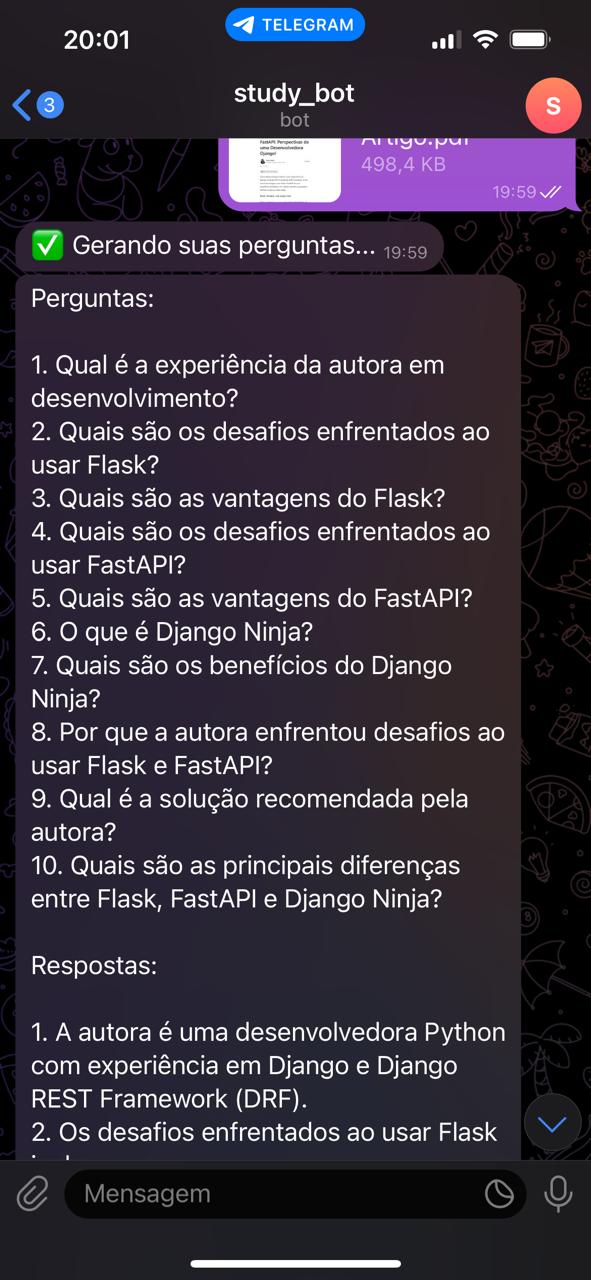 20:01
TELEGRAM
3
study_bot
bot
S
FastAPI: Perspectivas de
uma Desenvolvedora
Django!
Artigo.pdf
498,4 KB
19:59
✅ Gerando suas perguntas... 19:59
Perguntas:
1. Qual é a experiência da autora em
desenvolvimento?
2. Quais são os desafios enfrentados ao
usar Flask?
3. Quais são as vantagens do Flask?
4. Quais são os desafios enfrentados ao
usar FastAPI?
5. Quais são as vantagens do FastAPI?
6. O que é Django Ninja?
7. Quais são os benefícios do Django
Ninja?
8. Por que a autora enfrentou desafios ao
usar Flask e FastAPI?
9. Qual é a solução recomendada pela
autora?
10. Quais são as principais diferenças
entre Flask, FastAPI e Django Ninja?
Respostas:
1. A autora é uma desenvolvedora Python
com experiência em Django e Django
REST Framework (DRF).
2. Os desafios enfrentados ao usar Flask
Mensagem